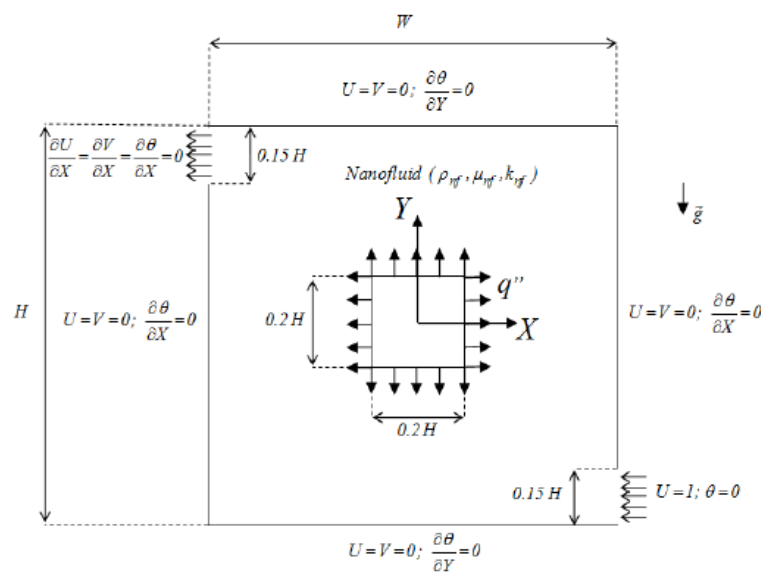 W
U=V=0; ∂θ/∂Y=0
∂U/∂X=∂V/∂X=∂θ/∂X=0
0.15 H
Nanofluid (ρnf, μnf, knf)
Y
g⃗
q"
H
U=V=0; ∂θ/∂X=0
0.2 H
X
U=V=0; ∂θ/∂X=0
0.2 H
0.15 H
U=1; θ=0
U=V=0; ∂θ/∂Y=0